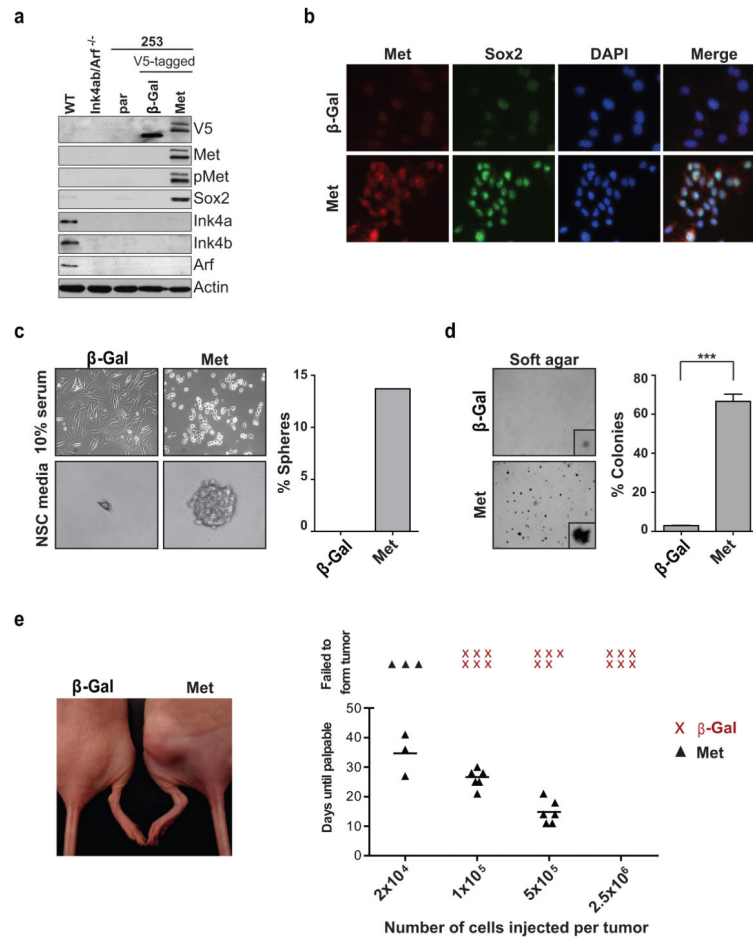 a
253
V5-tagged
WT
Ink4ab/Arf -/-
par
β-Gal
Met
V5
Met
pMet
Sox2
Ink4a
Ink4b
Arf
Actin
b
Met Sox2 DAPI Merge
β-Gal
Met
c
β-Gal Met
10% serum
NSC media
% Spheres
15
10
5
0
β-Gal Met
d
Soft agar
β-Gal
Met
% Colonies
***
80
60
40
20
0
β-Gal Met
e
β-Gal Met
Failed to
form tumor
X X X X X X X X X
X X X X X X X X
Days until palpable
50
40
30
20
10
0
2x10⁴ 1x10⁵ 5x10⁵ 2.5x10⁶
Number of cells injected per tumor
X β-Gal
▲ Met